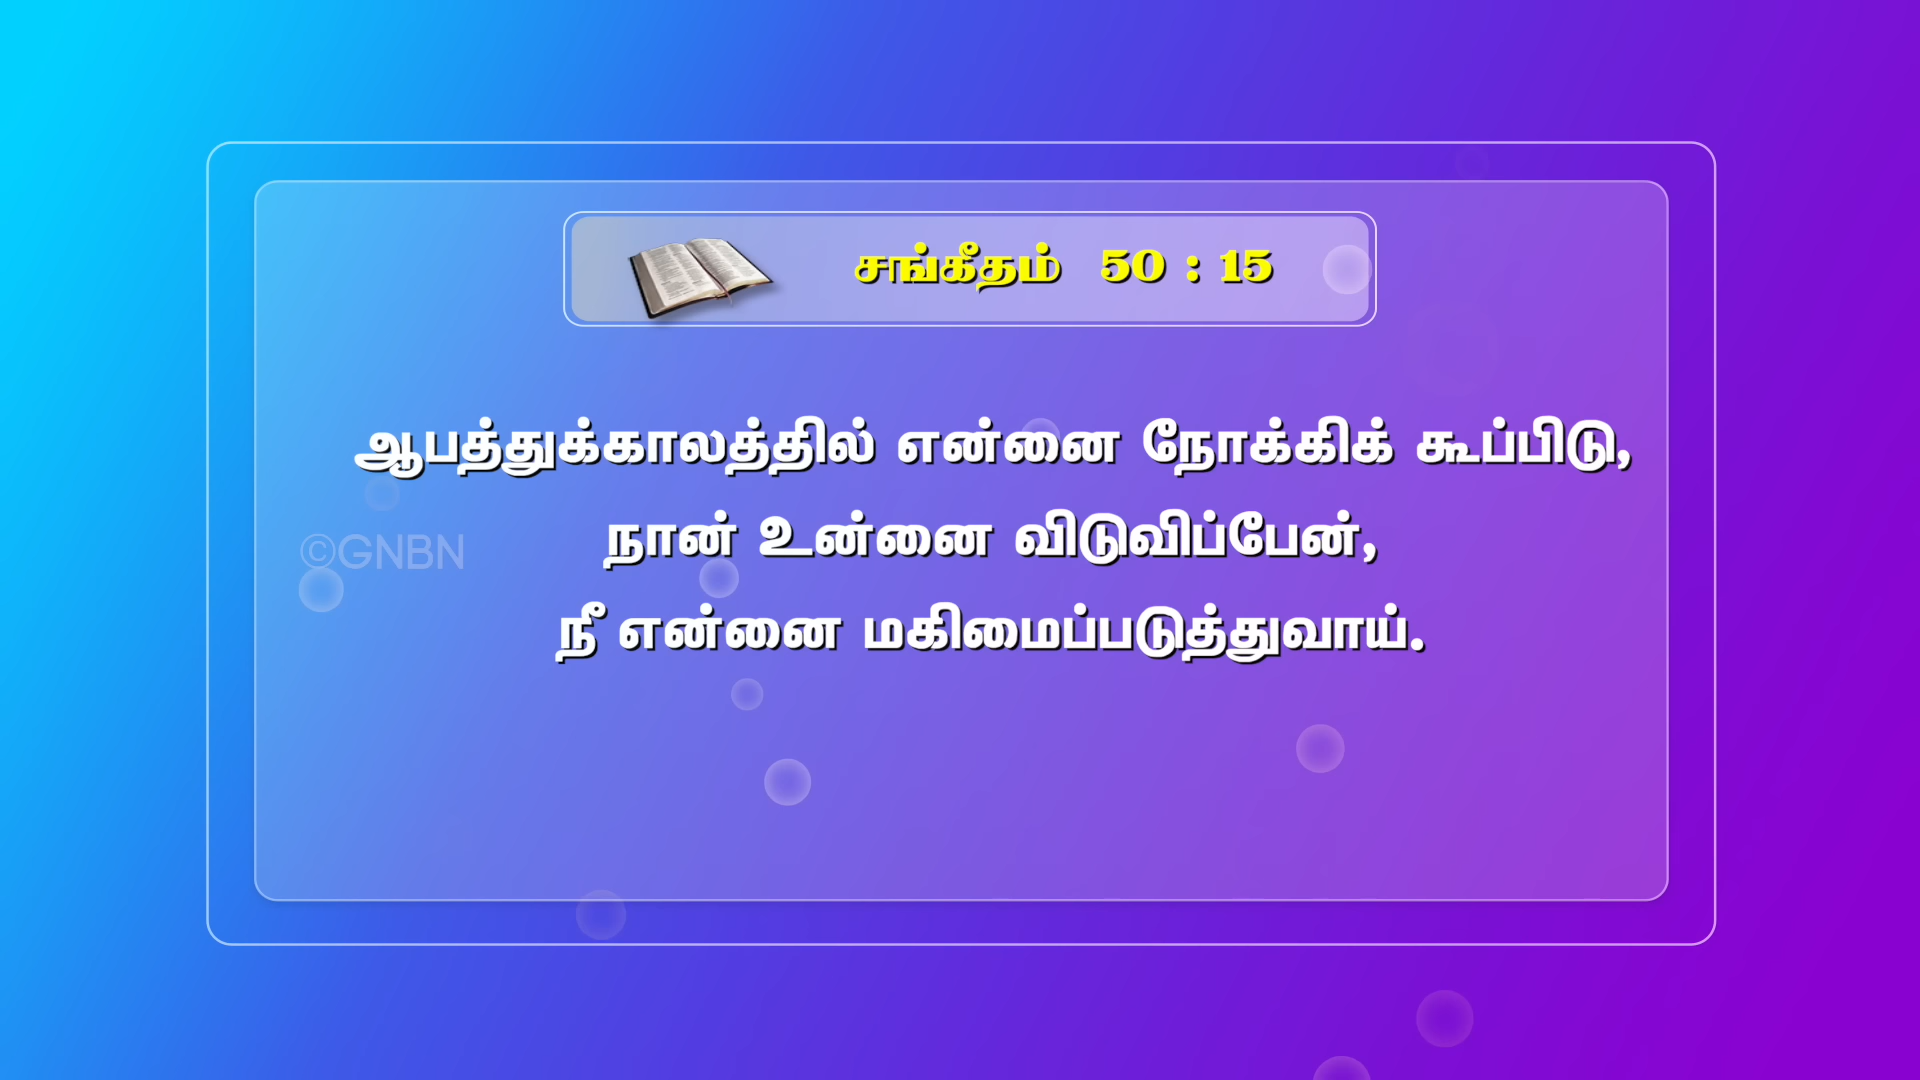 சங்கீதம் 50 : 15
ஆபத்துக்காலத்தில் என்னை நோக்கிக் கூப்பிடு,
நான் உன்னை விடுவிப்பேன்,
©GNBN
நீ என்னை மகிமைப்படுத்துவாய்.